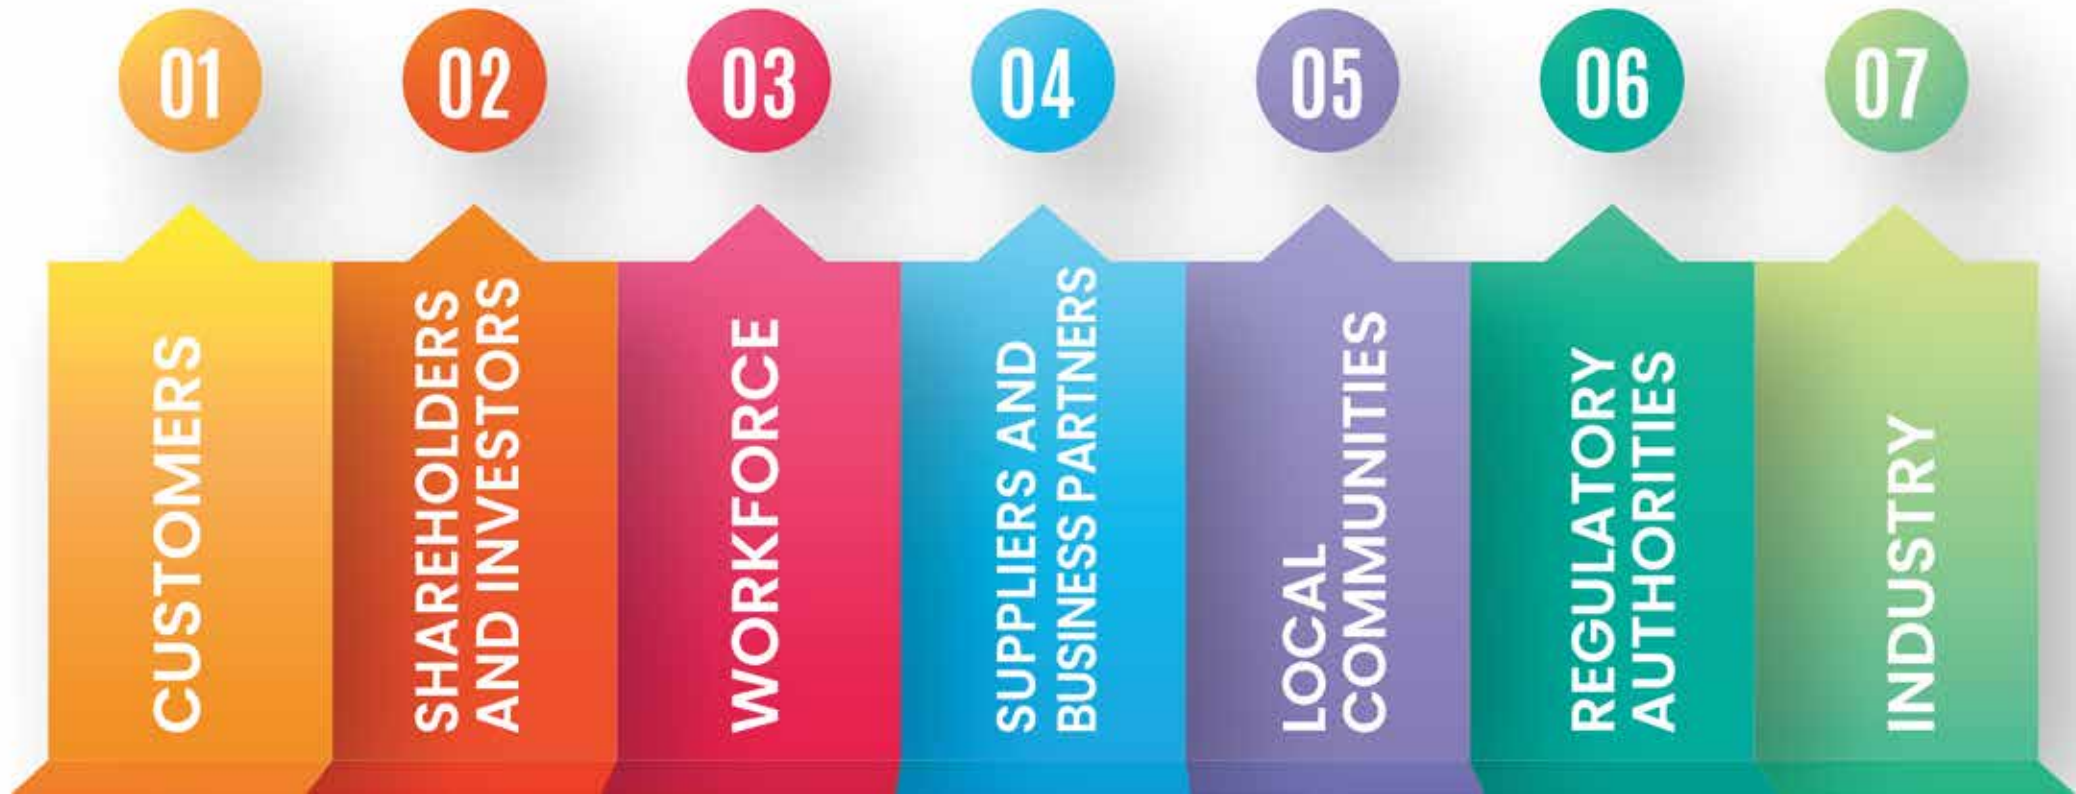 01
02
03
04
05
06
07
CUSTOMERS
SHAREHOLDERS
AND INVESTORS
WORKFORCE
SUPPLIERS AND
BUSINESS PARTNERS
LOCAL
COMMUNITIES
REGULATORY
AUTHORITIES
INDUSTRY